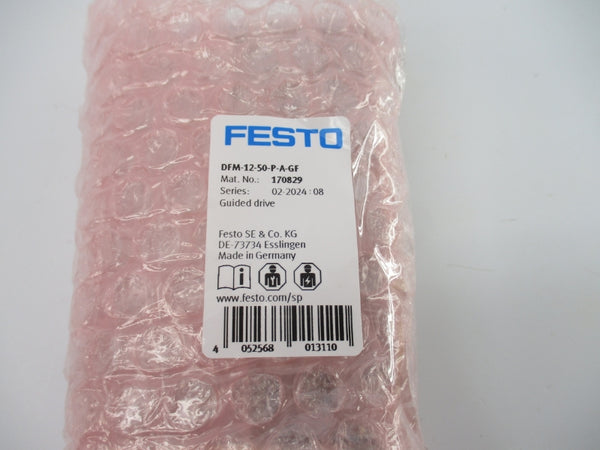 FESTO
DFM-12-50-P-A-GF
Mat. No.: 170829
Series: 02-2024:08
Guided drive
Festo SE & Co. KG
DE-73734 Esslingen
Made in Germany
www.festo.com/sp
4 052568 013110